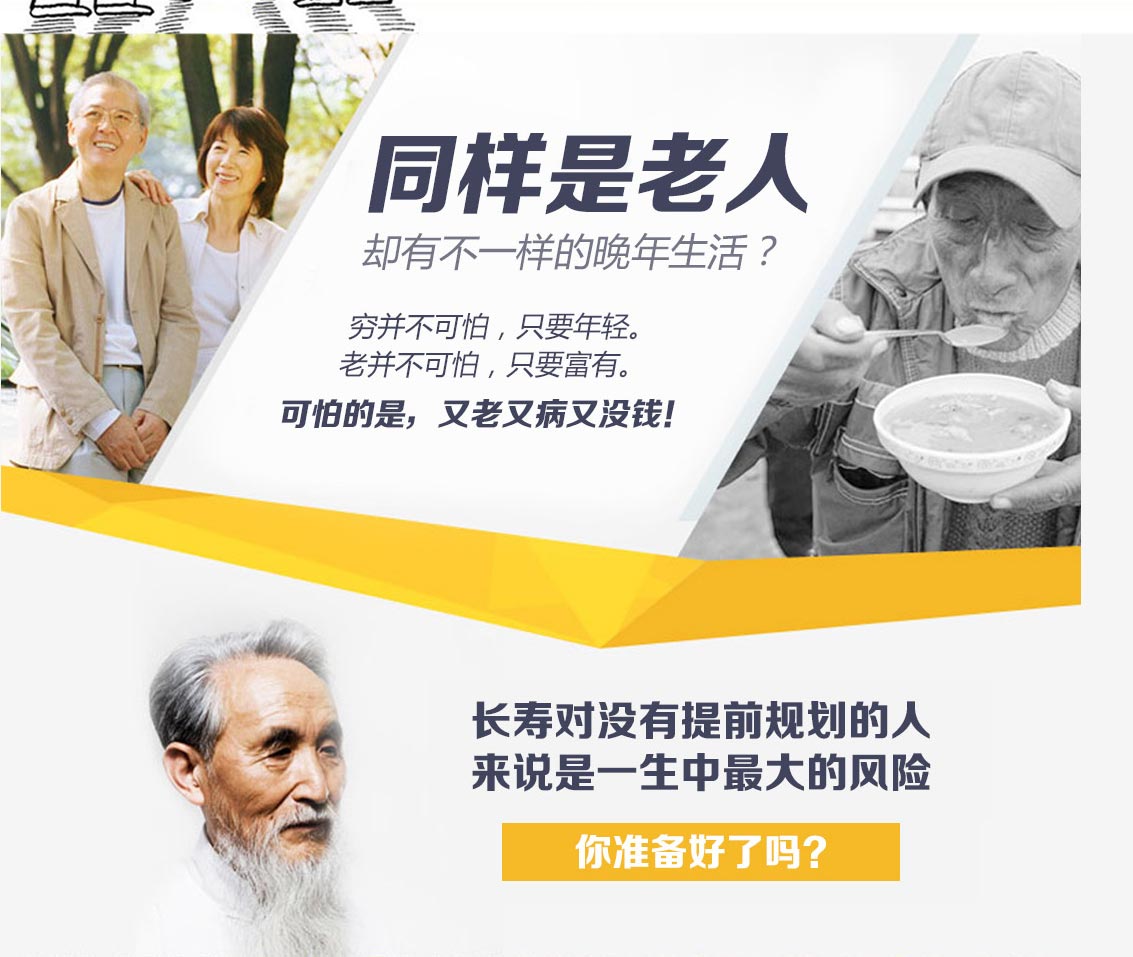 同样是老人
却有不一样的晚年生活？
穷并不可怕，只要年轻。
老并不可怕，只要富有。
可怕的是，又老又病又没钱！
长寿对没有提前规划的人
来说是一生中最大的风险
你准备好了吗？